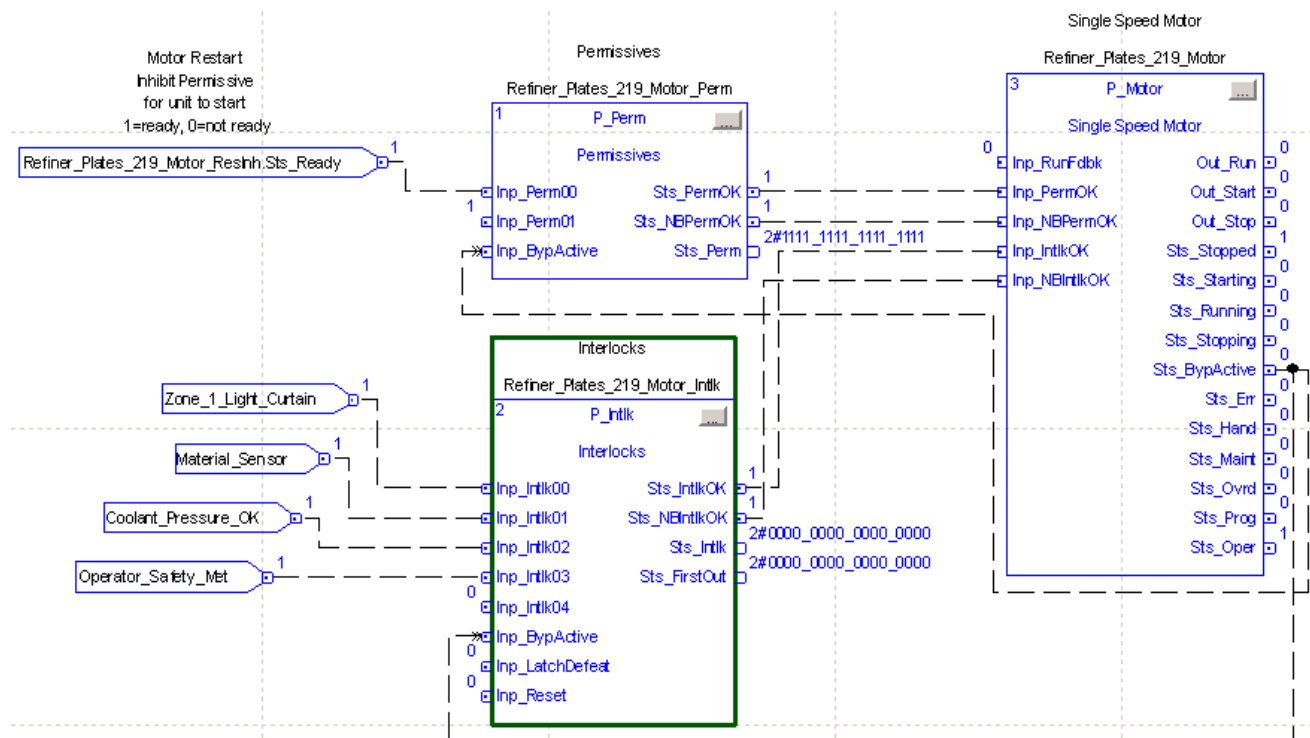 Motor Restart
Inhibit Permissive
for unit to start
1=ready, 0=not ready
Refiner_Plates_219_Motor_ResInh.Sts_Ready
1
Permissives
Refiner_Plates_219_Motor_Perm
1
P_Perm
...
Permissives
Inp_Perm00
Sts_PermOK
1
1
Inp_Perm01
Sts_NBPermOK
1
Inp_BypActive
Sts_Perm
2#1111_1111_1111_1111
Single Speed Motor
Refiner_Plates_219_Motor
3
P_Motor
...
Single Speed Motor
0
Inp_RunFdbk
Out_Run
0
Inp_PermOK
Out_Start
0
Inp_NBPermOK
Out_Stop
0
Inp_IntlkOK
Sts_Stopped
1
Inp_NBIntlkOK
Sts_Starting
0
Sts_Running
0
Sts_Stopping
0
Sts_BypActive
0
Sts_Err
0
Sts_Hand
0
Sts_Maint
0
Sts_Ovrd
0
Sts_Prog
0
Sts_Oper
1
Zone_1_Light_Curtain
1
Material_Sensor
1
Coolant_Pressure_OK
1
Operator_Safety_Met
1
Interlocks
Refiner_Plates_219_Motor_Intlk
2
P_Intlk
...
Interlocks
Inp_Intlk00
Sts_IntlkOK
1
Inp_Intlk01
Sts_NBIntlkOK
1
Inp_Intlk02
Sts_Intlk
2#0000_0000_0000_0000
Inp_Intlk03
Sts_FirstOut
2#0000_0000_0000_0000
0
Inp_Intlk04
Inp_BypActive
0
Inp_LatchDefeat
0
Inp_Reset